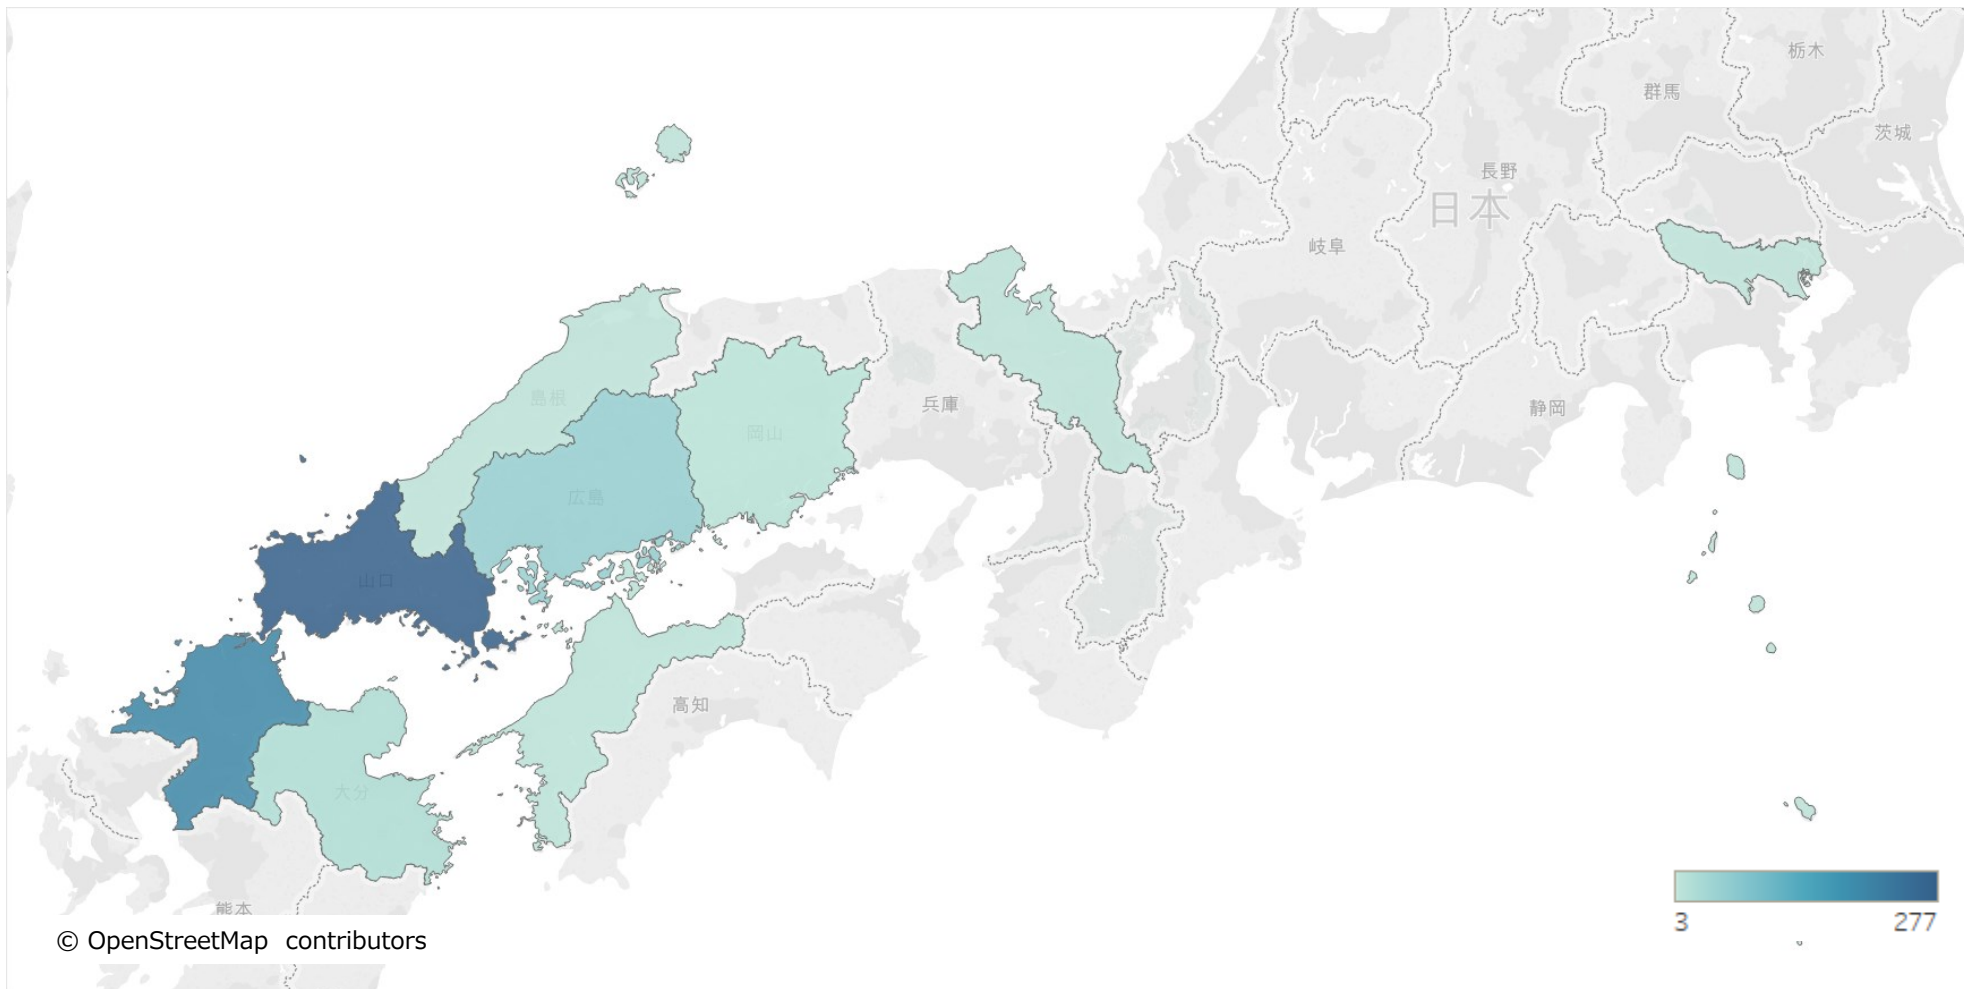 栃木
群馬
茨城
長野
日本
岐阜
島根
兵庫
静岡
岡山
広島
山口
高知
大分
熊本
3
277
© OpenStreetMap contributors